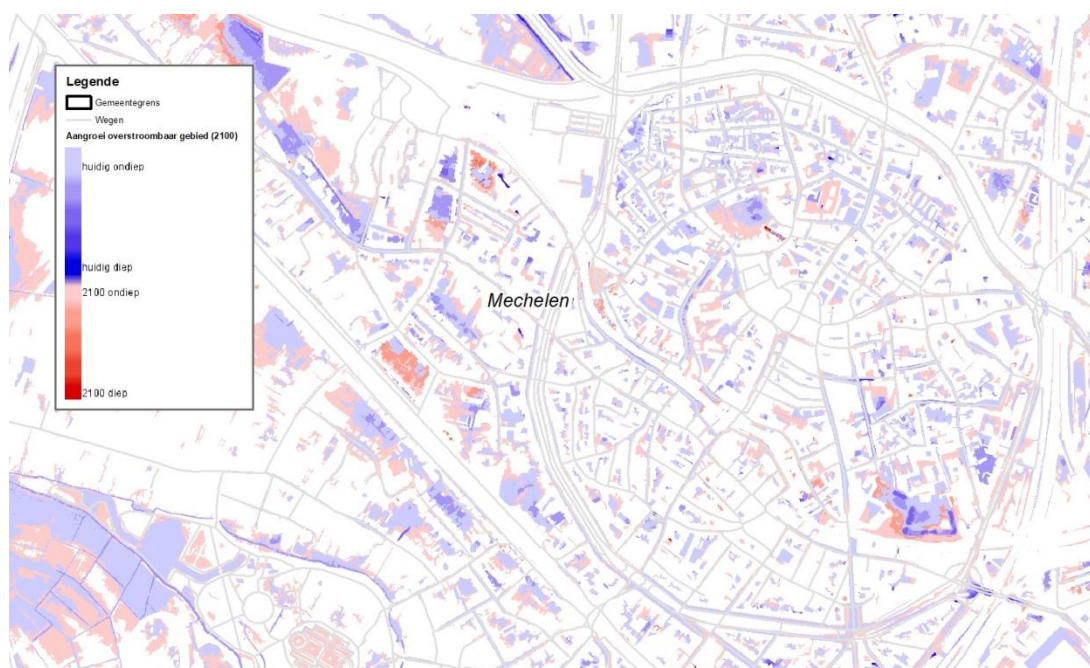 Legende
Gemeentegrens
Wegen
Aangroei overstroombaar gebied (2100)
huidig ondiep
huidig diep
2100 ondiep
2100 diep
Mechelen